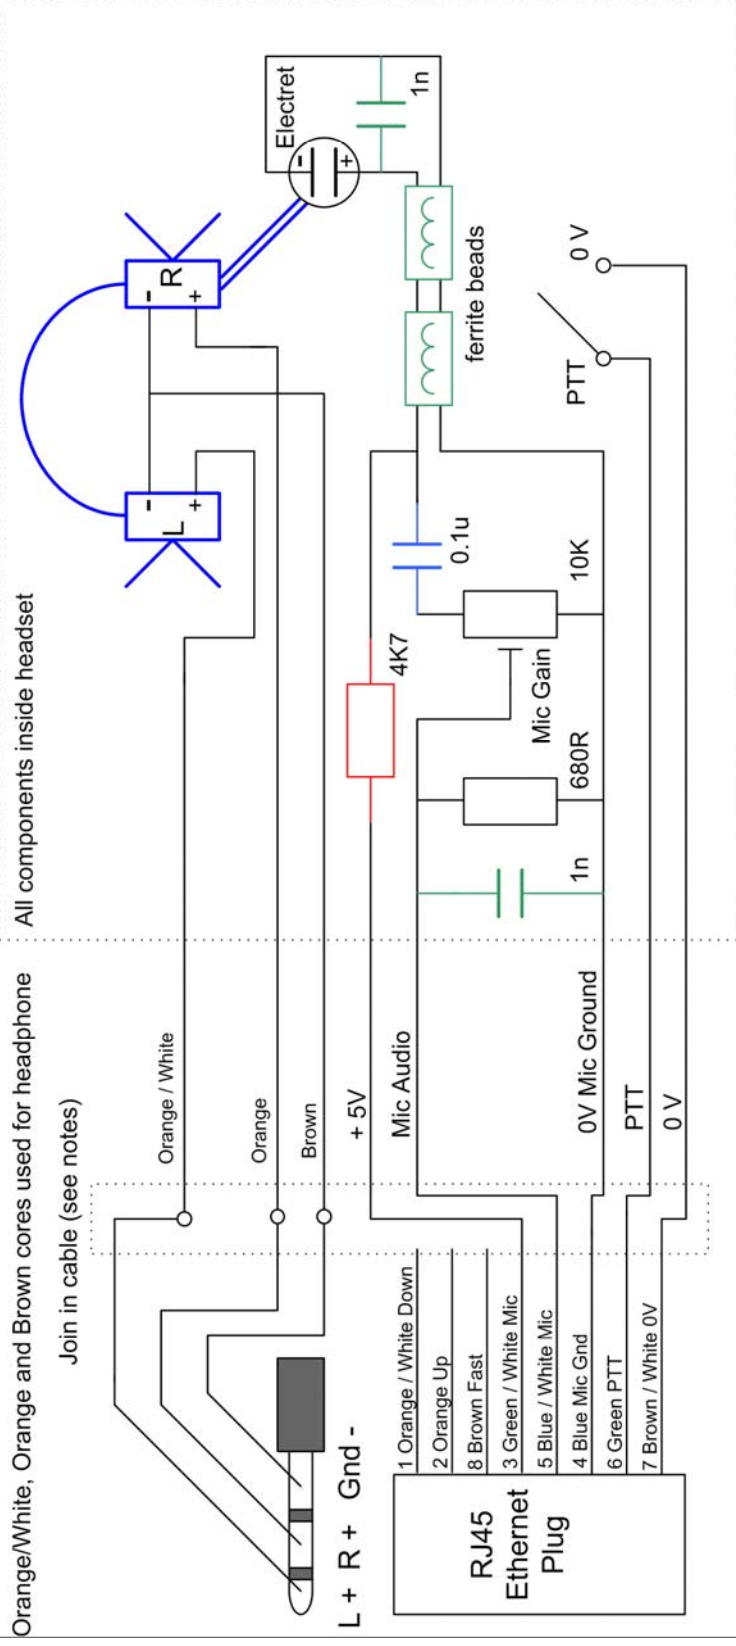 Orange/White, Orange and Brown cores used for headphone
All components inside headset
Join in cable (see notes)
Orange / White
Orange
Brown
L
-
+
R
-
+
Electret
-
+
1n
ferrite beads
+ 5V
4K7
Mic Audio
0.1u
10K
Mic Gain
680R
1n
0V Mic Ground
PTT
0 V
PTT
0 V
L + R + Gnd -
1 Orange / White Down
2 Orange Up
8 Brown Fast
3 Green / White Mic
5 Blue / White Mic
4 Blue Mic Gnd
6 Green PTT
7 Brown / White 0V
RJ45
Ethernet
Plug